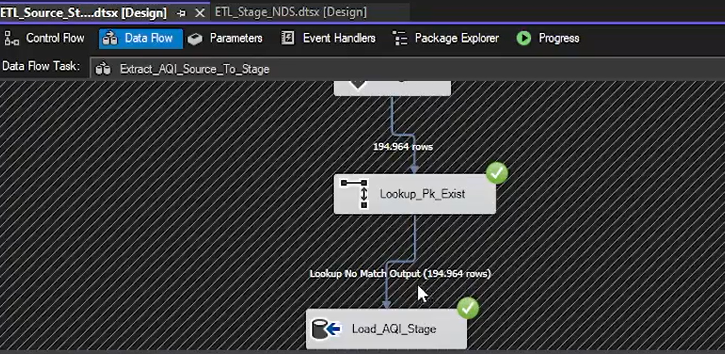 ETL_Source_St....dtsx [Design] ETL_Stage_NDS.dtsx [Design]
Control Flow Data Flow Parameters Event Handlers Package Explorer Progress
Data Flow Task: Extract_AQI_Source_To_Stage
194.964 rows
Lookup_Pk_Exist
Lookup No Match Output (194.964 rows)
Load_AQI_Stage